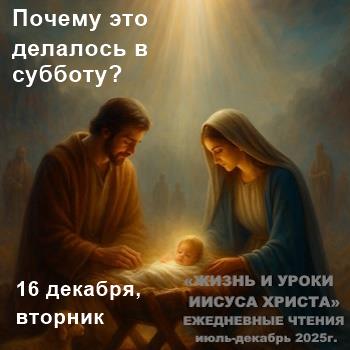 Почему это
делалось в
субботу?
16 декабря,
вторник
«ЖИЗНЬ И УРОКИ
ИИСУСА ХРИСТА»
ЕЖЕДНЕВНЫЕ ЧТЕНИЯ
июль-декабрь 2025г.